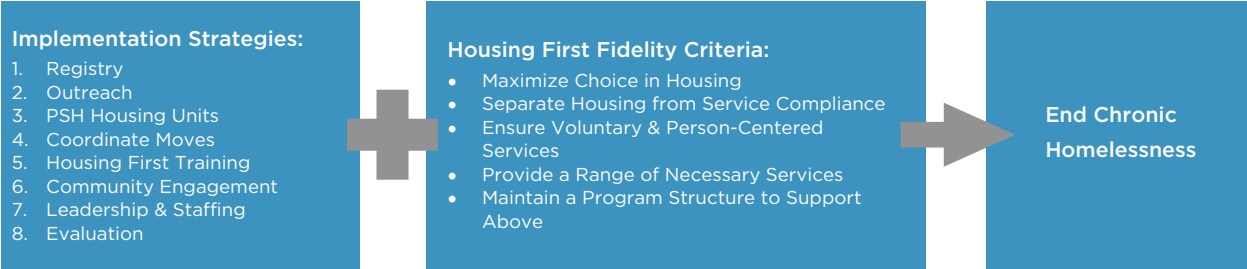 Implementation Strategies:
1. Registry
2. Outreach
3. PSH Housing Units
4. Coordinate Moves
5. Housing First Training
6. Community Engagement
7. Leadership & Staffing
8. Evaluation
Housing First Fidelity Criteria:
● Maximize Choice in Housing
● Separate Housing from Service Compliance
● Ensure Voluntary & Person-Centered
Services
● Provide a Range of Necessary Services
● Maintain a Program Structure to Support
Above
End Chronic
Homelessness